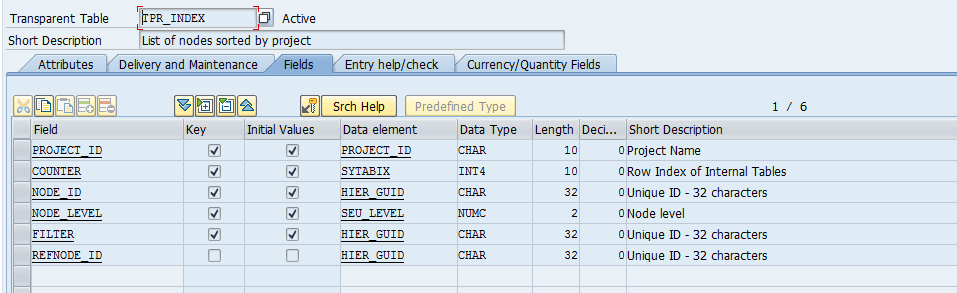 Transparent Table TPR_INDEX Active
Short Description List of nodes sorted by project
Attributes Delivery and Maintenance Fields Entry help/check Currency/Quantity Fields
Srch Help Predefined Type 1 / 6
Field Key Initial Values Data element Data Type Length Deci... Short Description
PROJECT_ID PROJECT_ID CHAR 10 0 Project Name
COUNTER SYTABIX INT4 10 0 Row Index of Internal Tables
NODE_ID HIER_GUID CHAR 32 0 Unique ID - 32 characters
NODE_LEVEL SEU_LEVEL NUMC 2 0 Node level
FILTER HIER_GUID CHAR 32 0 Unique ID - 32 characters
REFNODE_ID HIER_GUID CHAR 32 0 Unique ID - 32 characters